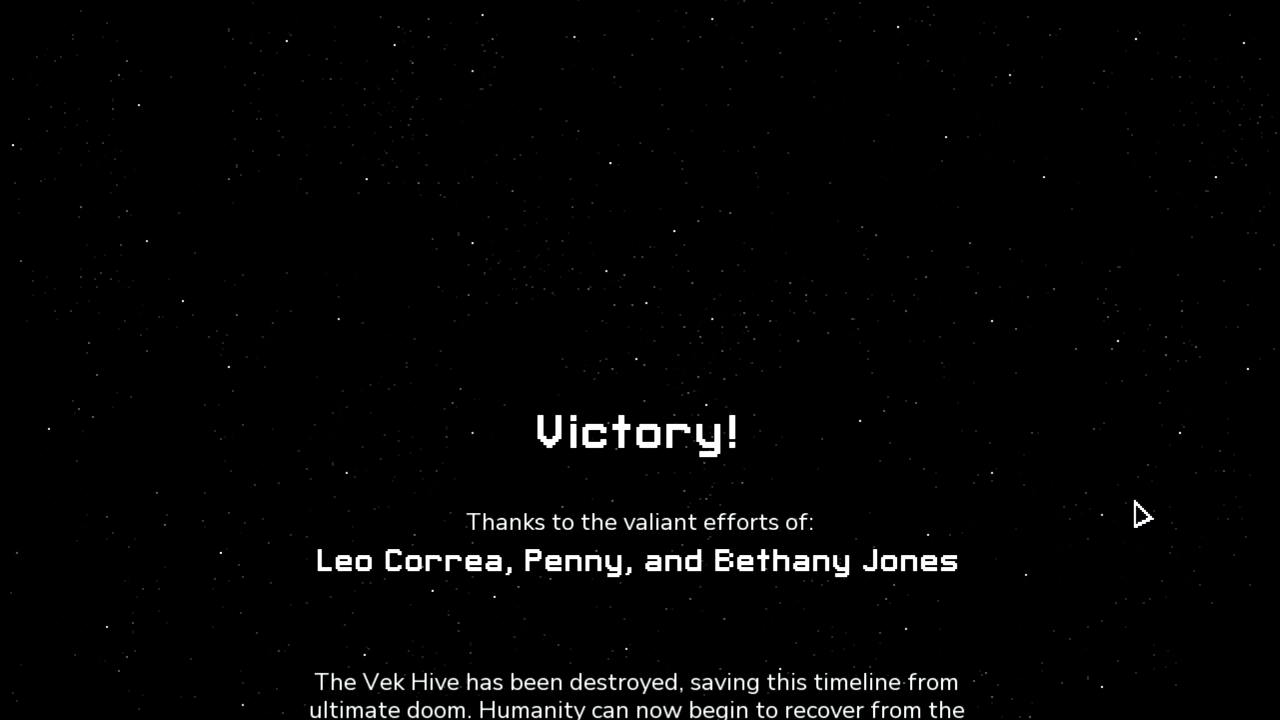 Victory!
Thanks to the valiant efforts of:
Leo Correa, Penny, and Bethany Jones
The Vek Hive has been destroyed, saving this timeline from
ultimate doom. Humanity can now begin to recover from the